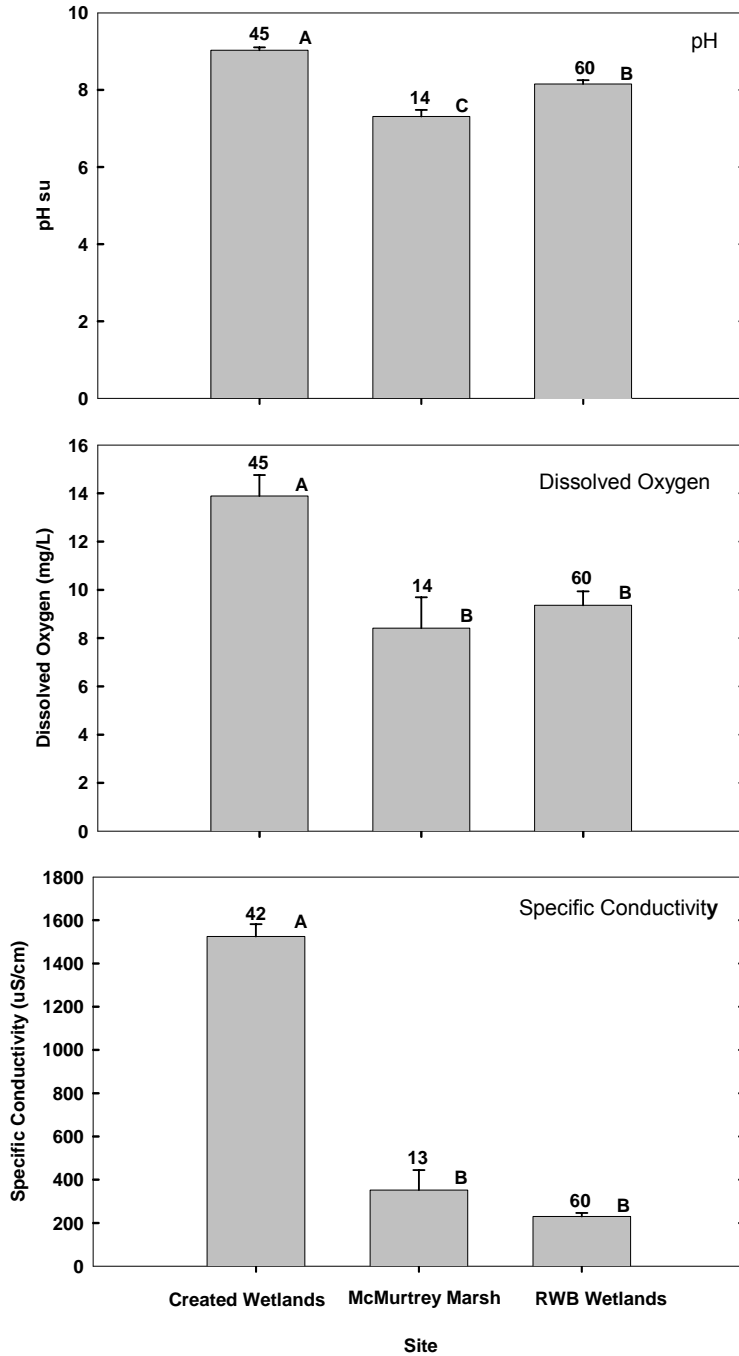 10
45
A
pH
60
B
8
14
C
6
pH su
4
2
0
16
45
A
Dissolved Oxygen
14
12
14
60
B
10
B
8
Dissolved Oxygen (mg/L)
6
4
2
0
1800
42
A
Specific Conductivity
1600
1400
1200
1000
Specific Conductivity (uS/cm)
800
600
13
B
60
B
400
200
0
Created Wetlands
McMurtrey Marsh
RWB Wetlands
Site